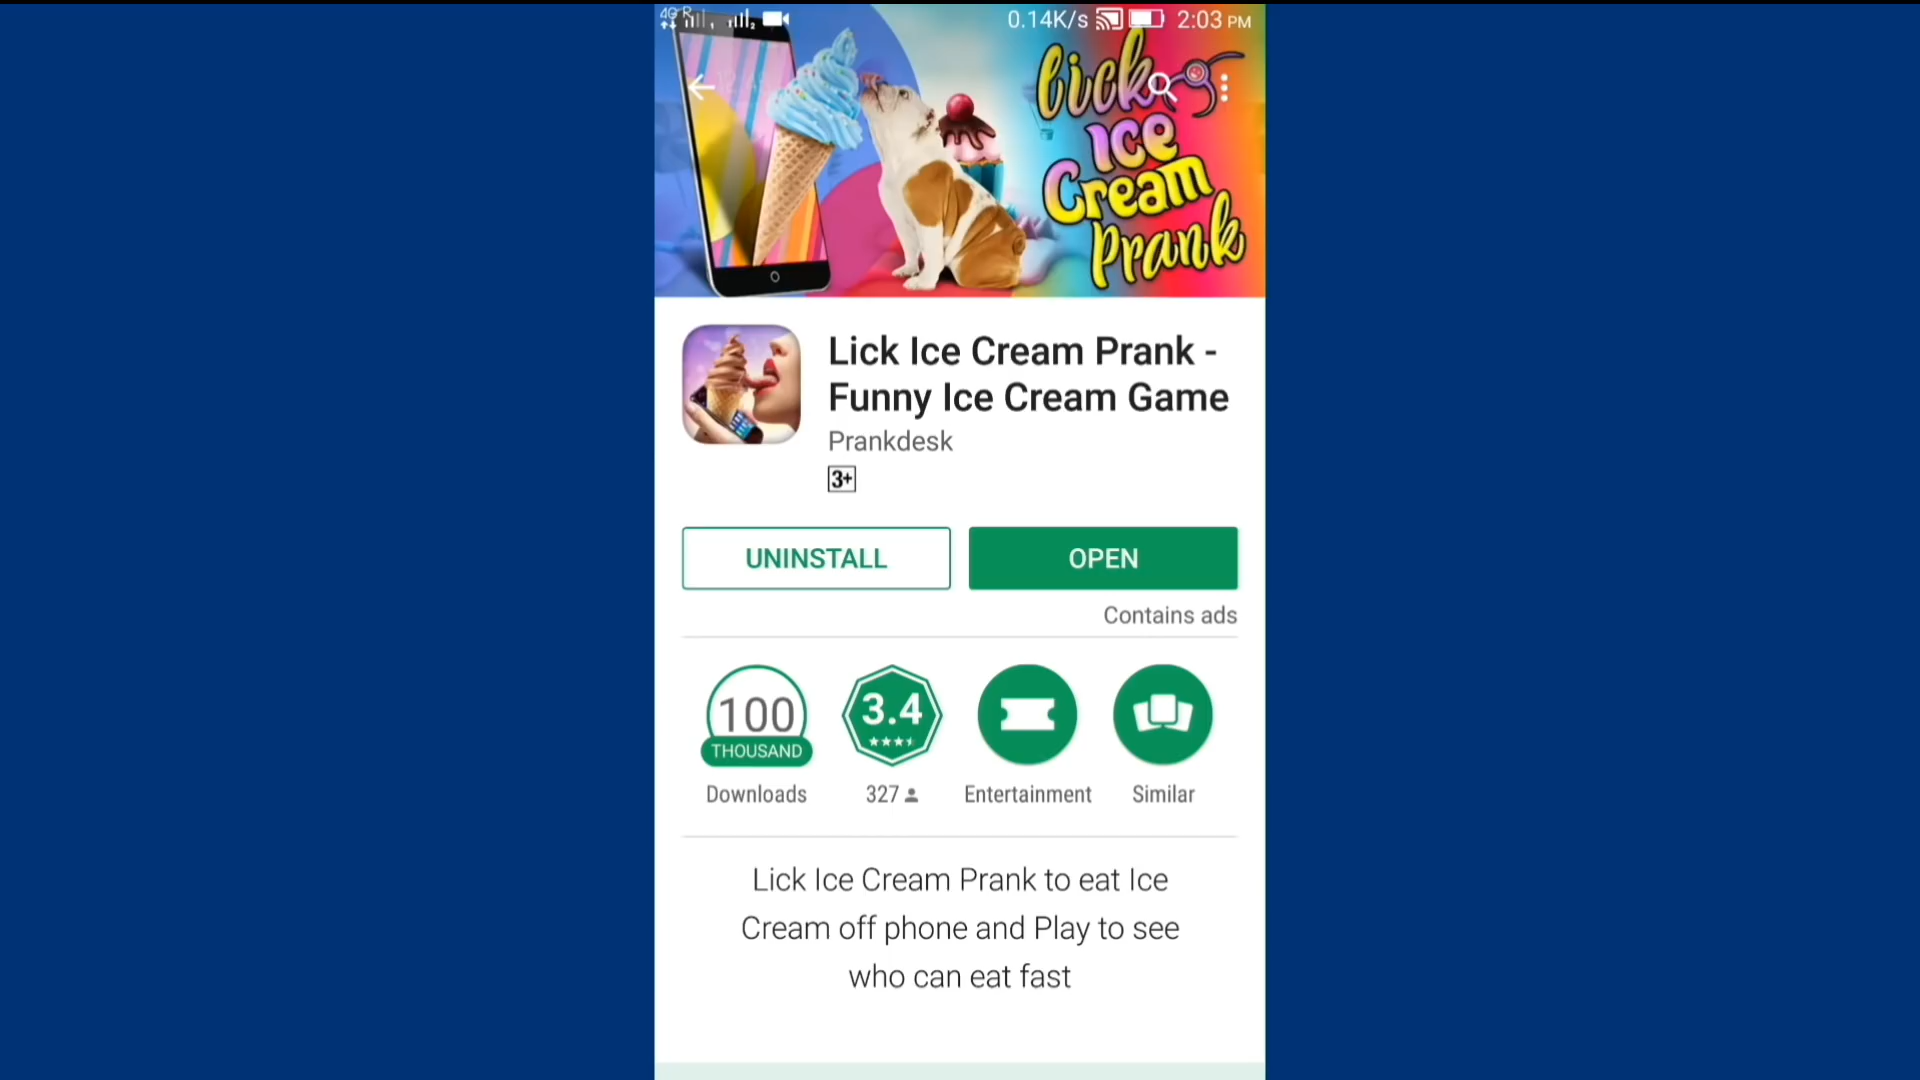 4G R 0.14K/s 2:03 PM
Lick
Ice
Cream
Prank
Lick Ice Cream Prank -
Funny Ice Cream Game
Prankdesk
3+
UNINSTALL OPEN
Contains ads
100 3.4
THOUSAND
Downloads 327 Entertainment Similar
Lick Ice Cream Prank to eat Ice
Cream off phone and Play to see
who can eat fast